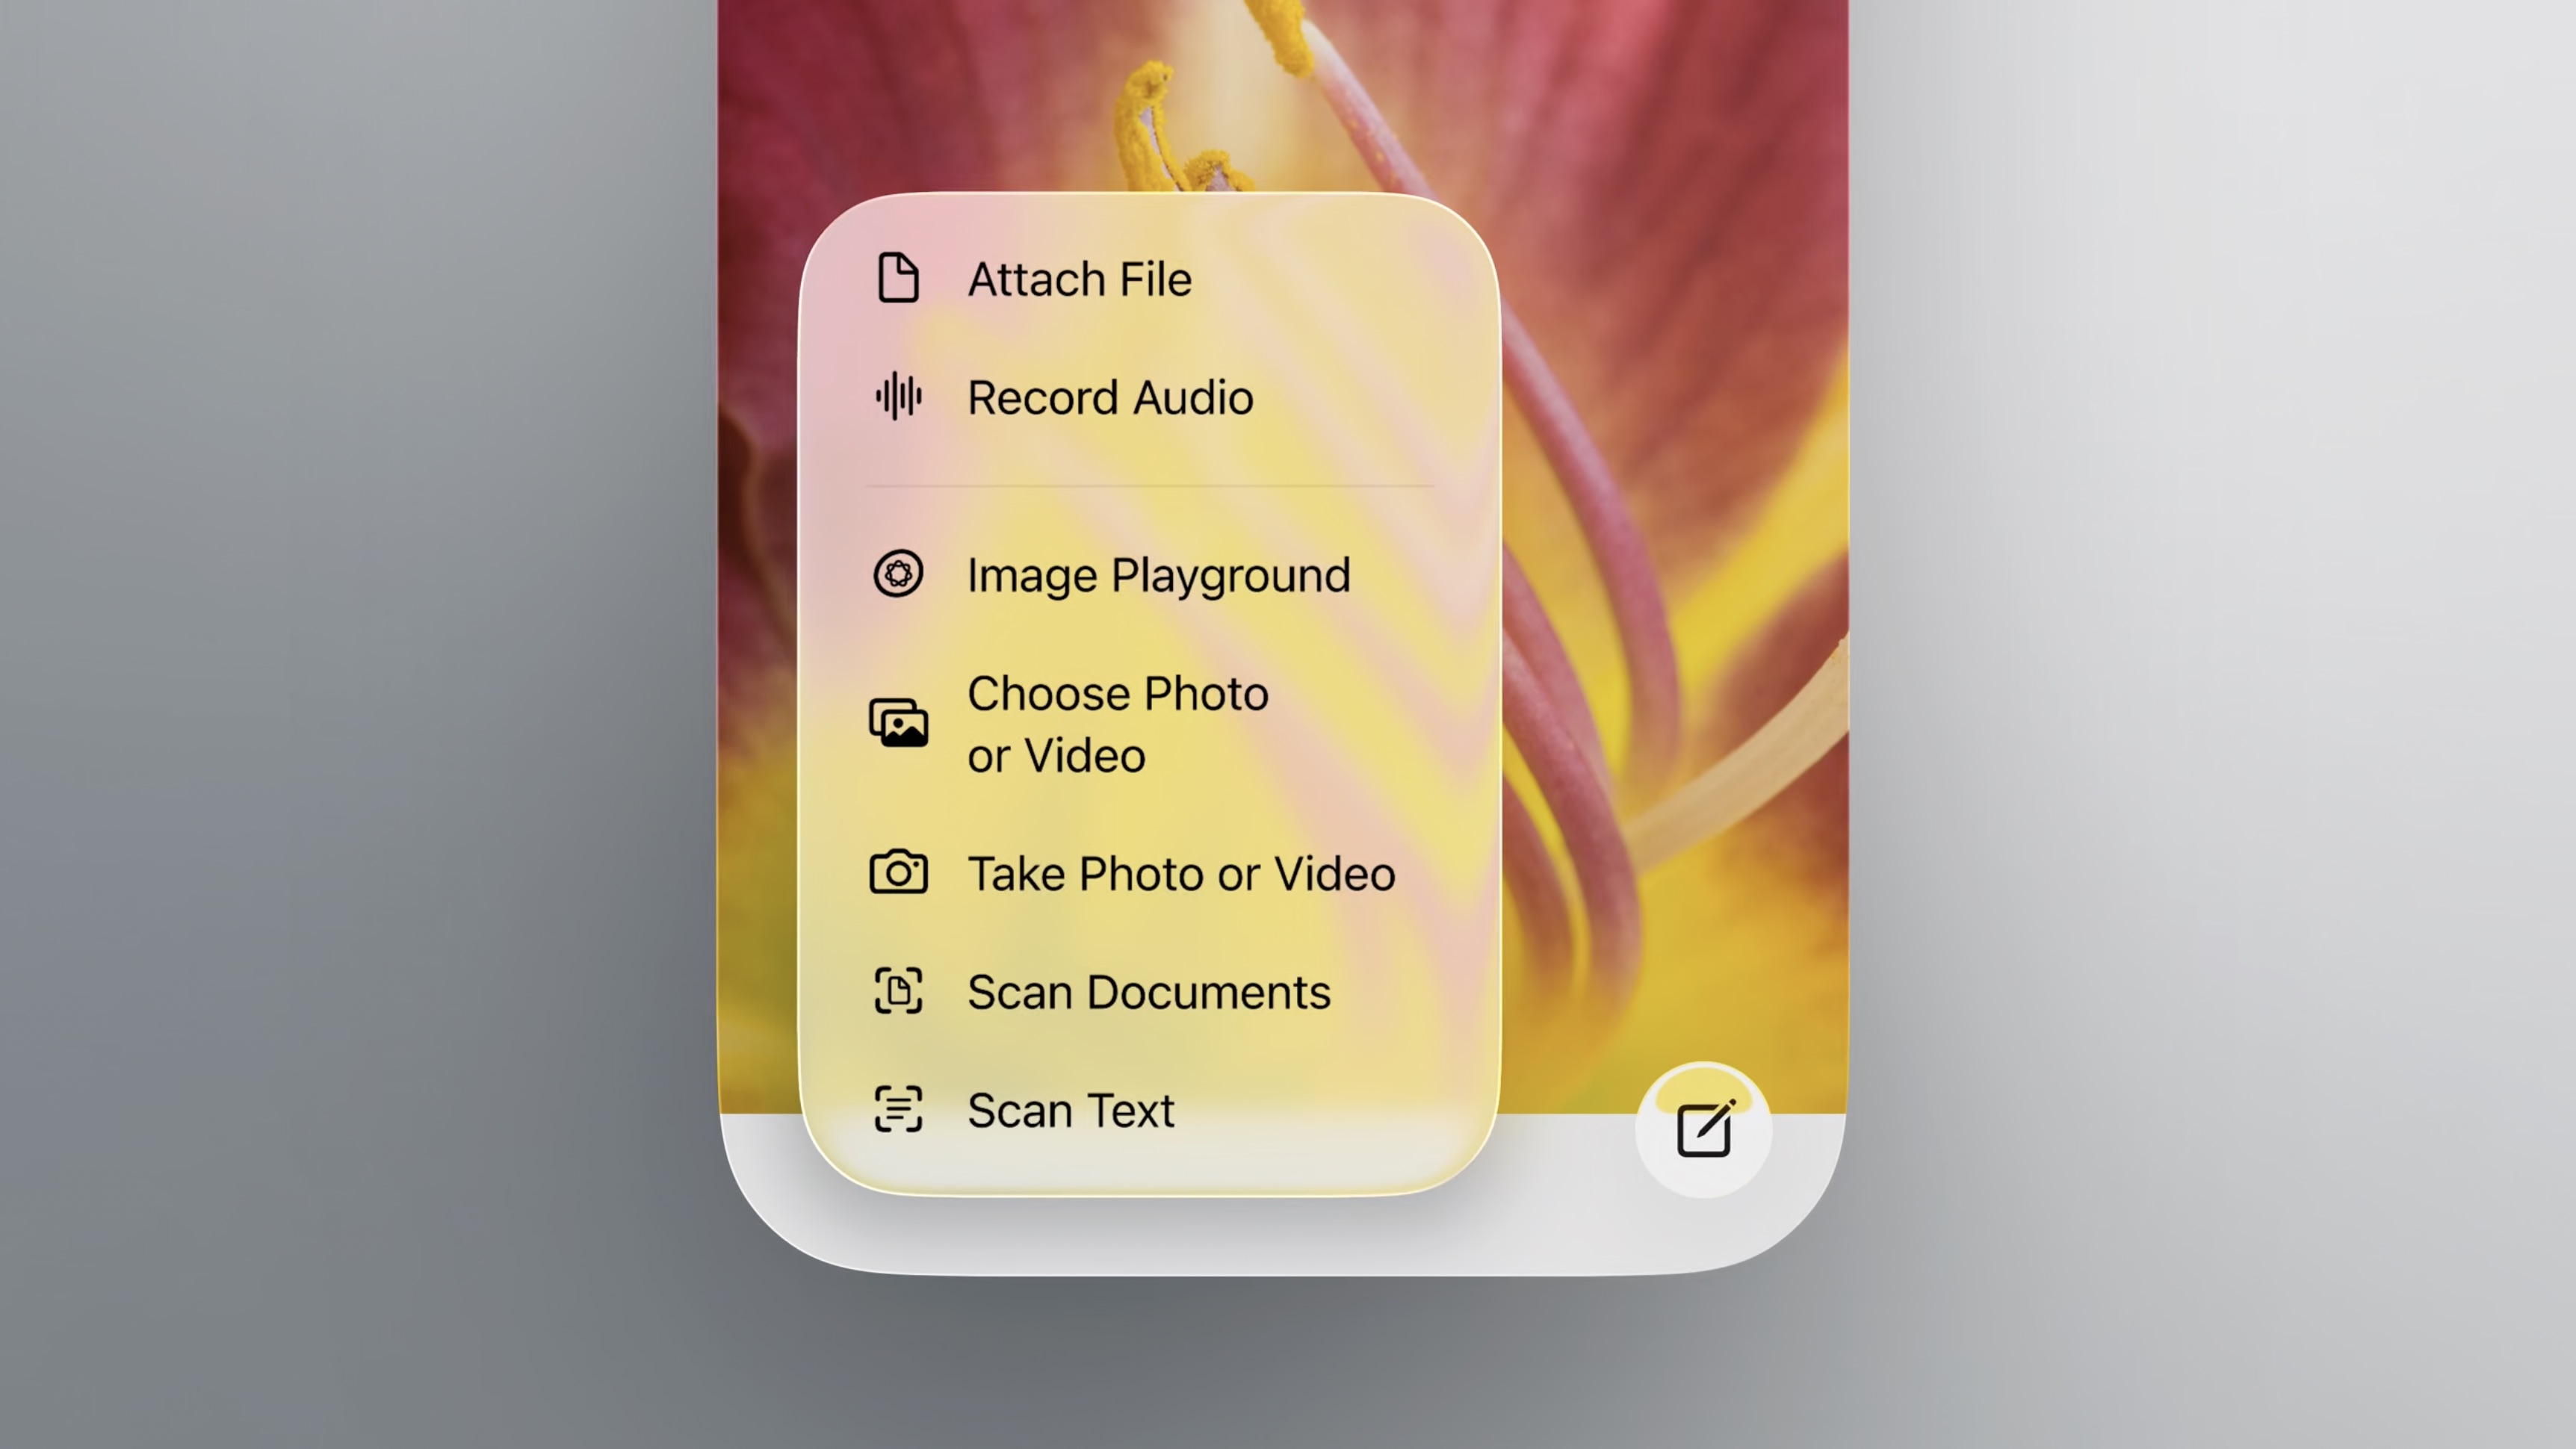 Attach File
Record Audio
Image Playground
Choose Photo
or Video
Take Photo or Video
Scan Documents
Scan Text